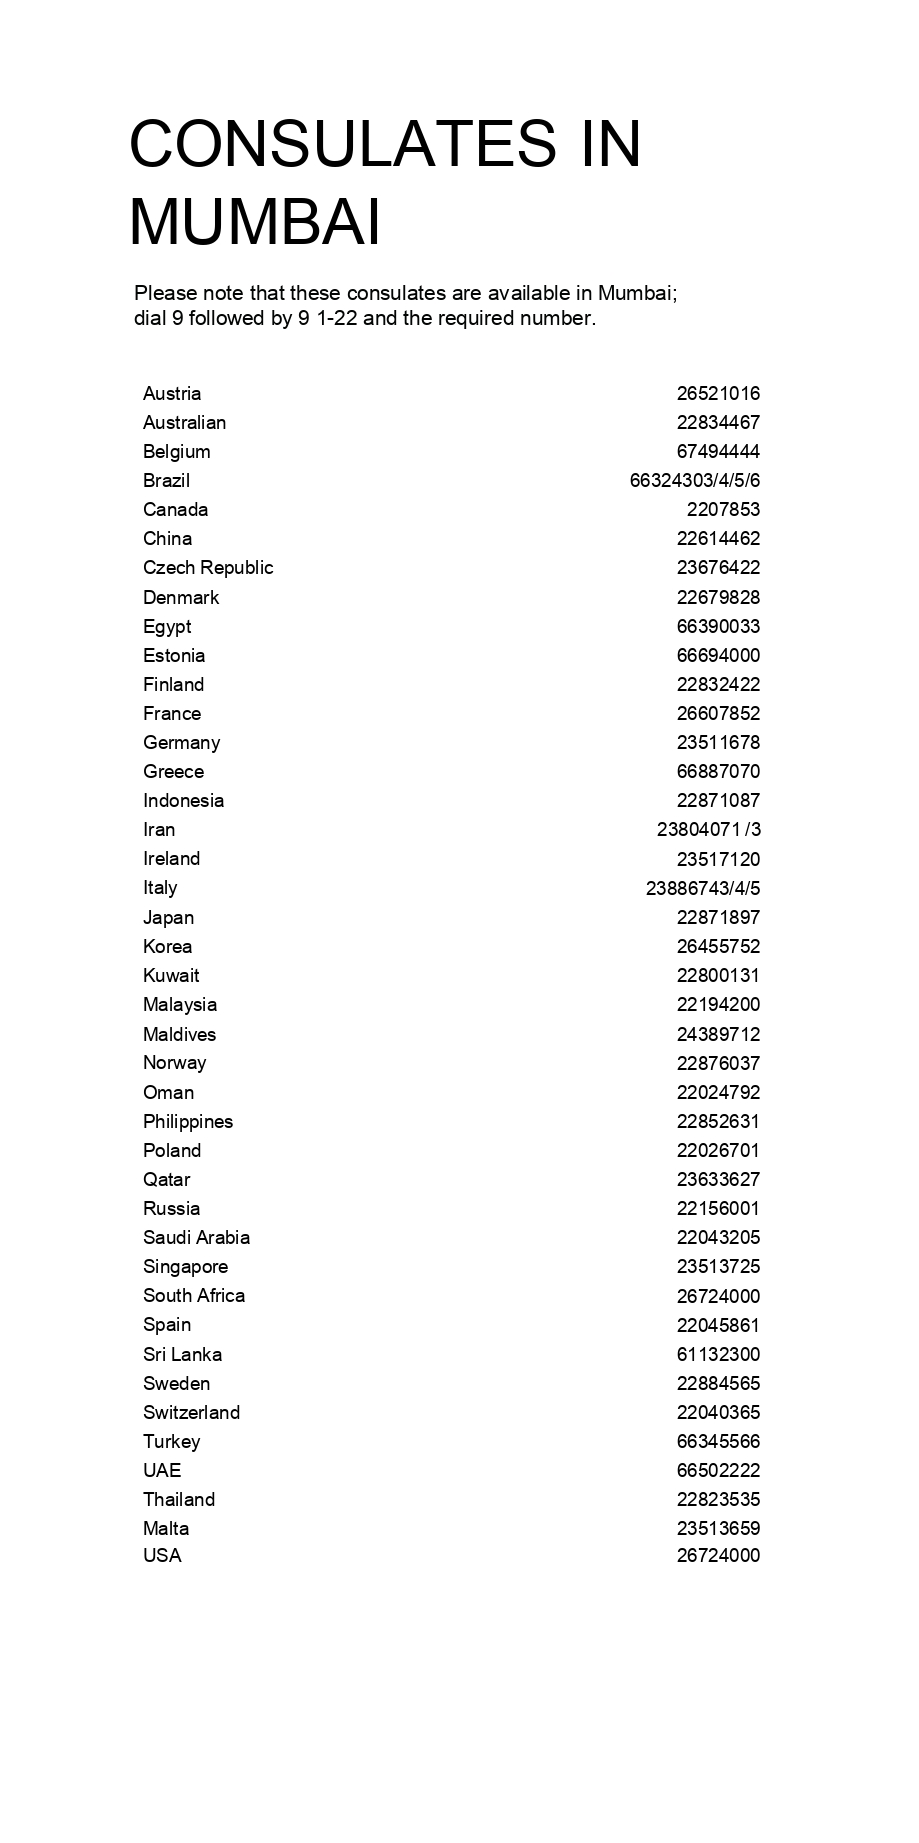 CONSULATES IN
MUMBAI
Please note that these consulates are available in Mumbai;
dial 9 followed by 9 1-22 and the required number.
Austria 26521016
Australian 22834467
Belgium 67494444
Brazil 66324303/4/5/6
Canada 2207853
China 22614462
Czech Republic 23676422
Denmark 22679828
Egypt 66390033
Estonia 66694000
Finland 22832422
France 26607852
Germany 23511678
Greece 66887070
Indonesia 22871087
Iran 23804071 /3
Ireland 23517120
Italy 23886743/4/5
Japan 22871897
Korea 26455752
Kuwait 22800131
Malaysia 22194200
Maldives 24389712
Norway 22876037
Oman 22024792
Philippines 22852631
Poland 22026701
Qatar 23633627
Russia 22156001
Saudi Arabia 22043205
Singapore 23513725
South Africa 26724000
Spain 22045861
Sri Lanka 61132300
Sweden 22884565
Switzerland 22040365
Turkey 66345566
UAE 66502222
Thailand 22823535
Malta 23513659
USA 26724000